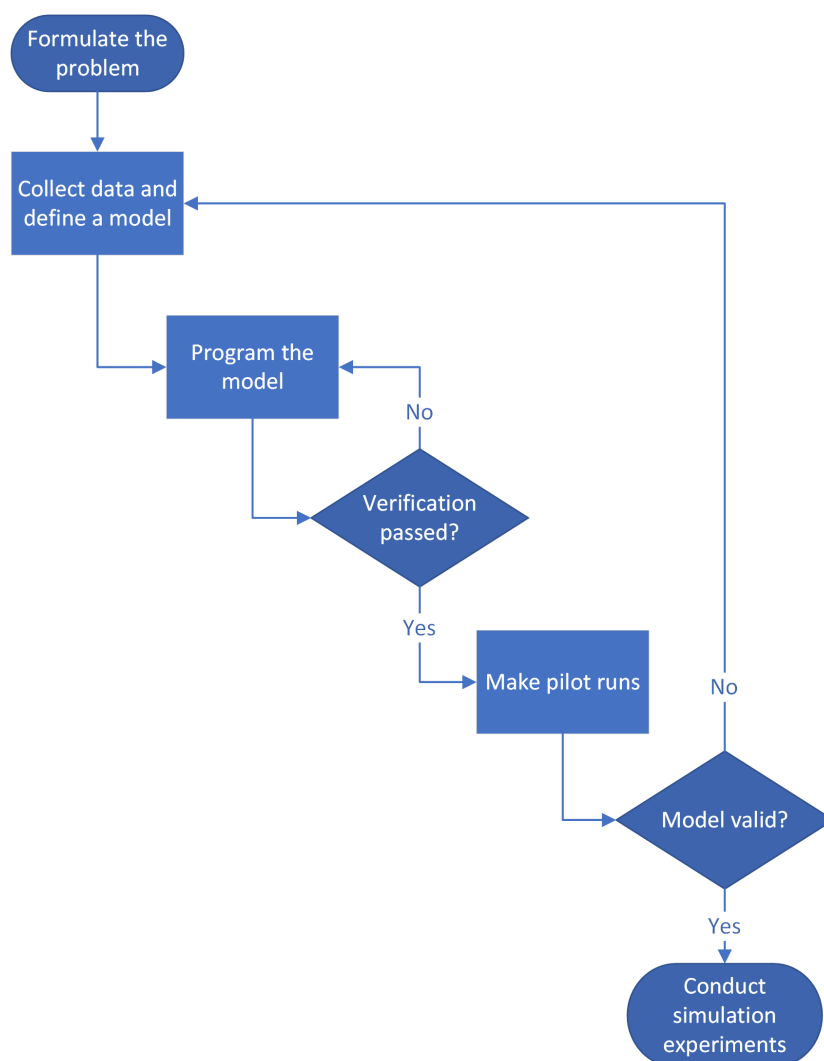 Formulate the
problem
Collect data and
define a model
Program the
model
No
Verification
passed?
Yes
Make pilot runs
No
Model valid?
Yes
Conduct
simulation
experiments